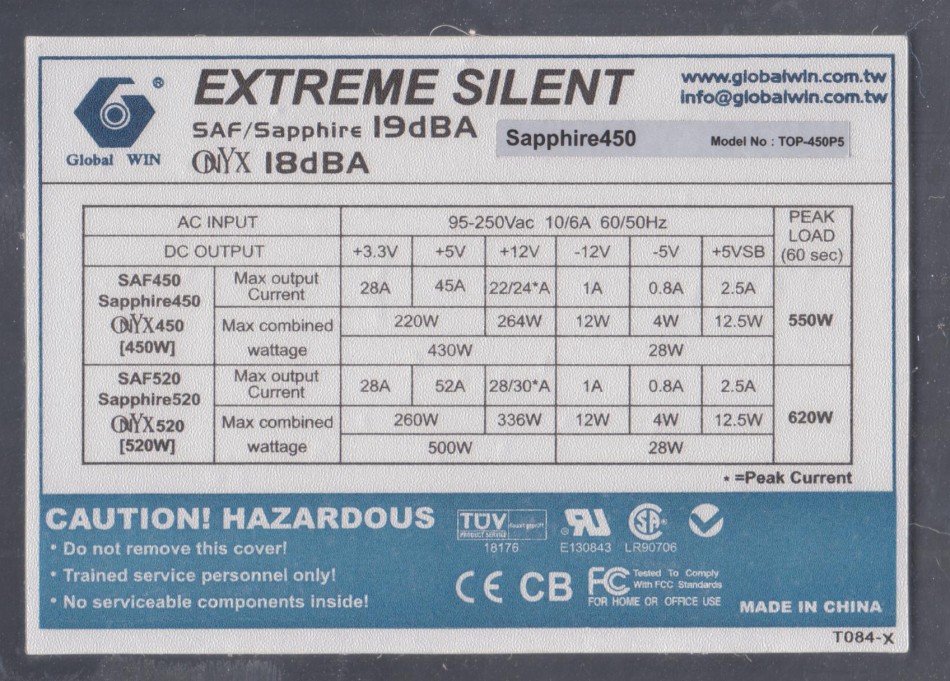 EXTREME SILENT
www.globalwin.com.tw
info@globalwin.com.tw
®
Global WIN
SAF/Sapphire 19dBA
ONYX 18dBA
Sapphire450 Model No : TOP-450P5
AC INPUT 95-250Vac 10/6A 60/50Hz PEAK LOAD (60 sec)
DC OUTPUT +3.3V +5V +12V -12V -5V +5VSB
SAF450 Max output Current 28A 45A 22/24*A 1A 0.8A 2.5A
Sapphire450
ONYX450 Max combined 220W 264W 12W 4W 12.5W 550W
[450W] wattage 430W 28W
SAF520 Max output Current 28A 52A 28/30*A 1A 0.8A 2.5A
Sapphire520
ONYX520 Max combined 260W 336W 12W 4W 12.5W 620W
[520W] wattage 500W 28W
* =Peak Current
CAUTION! HAZARDOUS
* Do not remove this cover!
* Trained service personnel only!
* No serviceable components inside!
TÜV
PRODUCT SERVICE
18176
E130843
SA
LR90706
CE CB FC Tested To Comply
With FCC Standards
FOR HOME OR OFFICE USE
MADE IN CHINA
T084-X